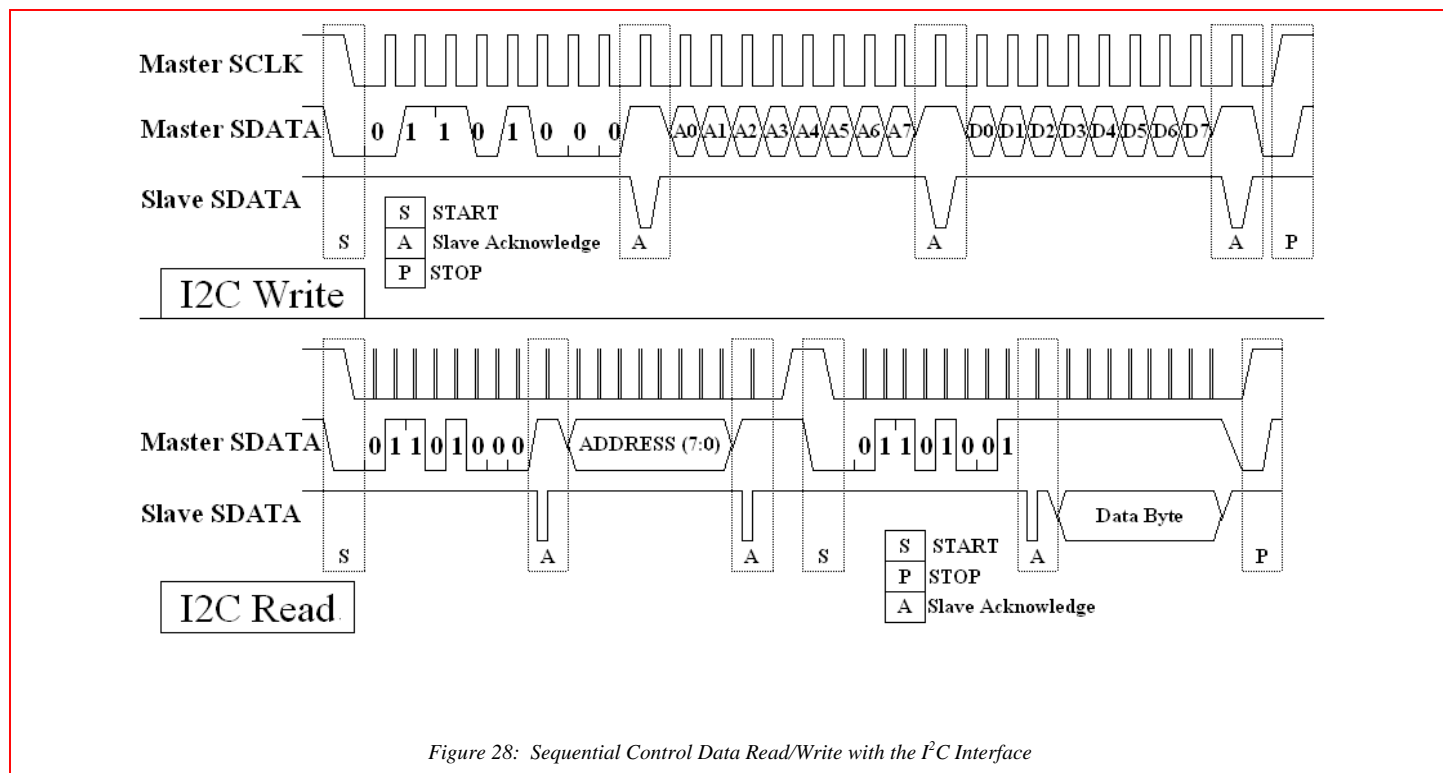 Master SCLK
Master SDATA 0 1 1 0 1 0 0 0 A0 A1 A2 A3 A4 A5 A6 A7 D0 D1 D2 D3 D4 D5 D6 D7
Slave SDATA
S START
A Slave Acknowledge
P STOP
S A A A P
I2C Write
Master SDATA 0 1 1 0 1 0 0 0 ADDRESS (7:0) 0 1 1 0 1 0 0 1
Slave SDATA Data Byte
S A A S A P
S START
P STOP
A Slave Acknowledge
I2C Read
Figure 28: Sequential Control Data Read/Write with the I²C Interface